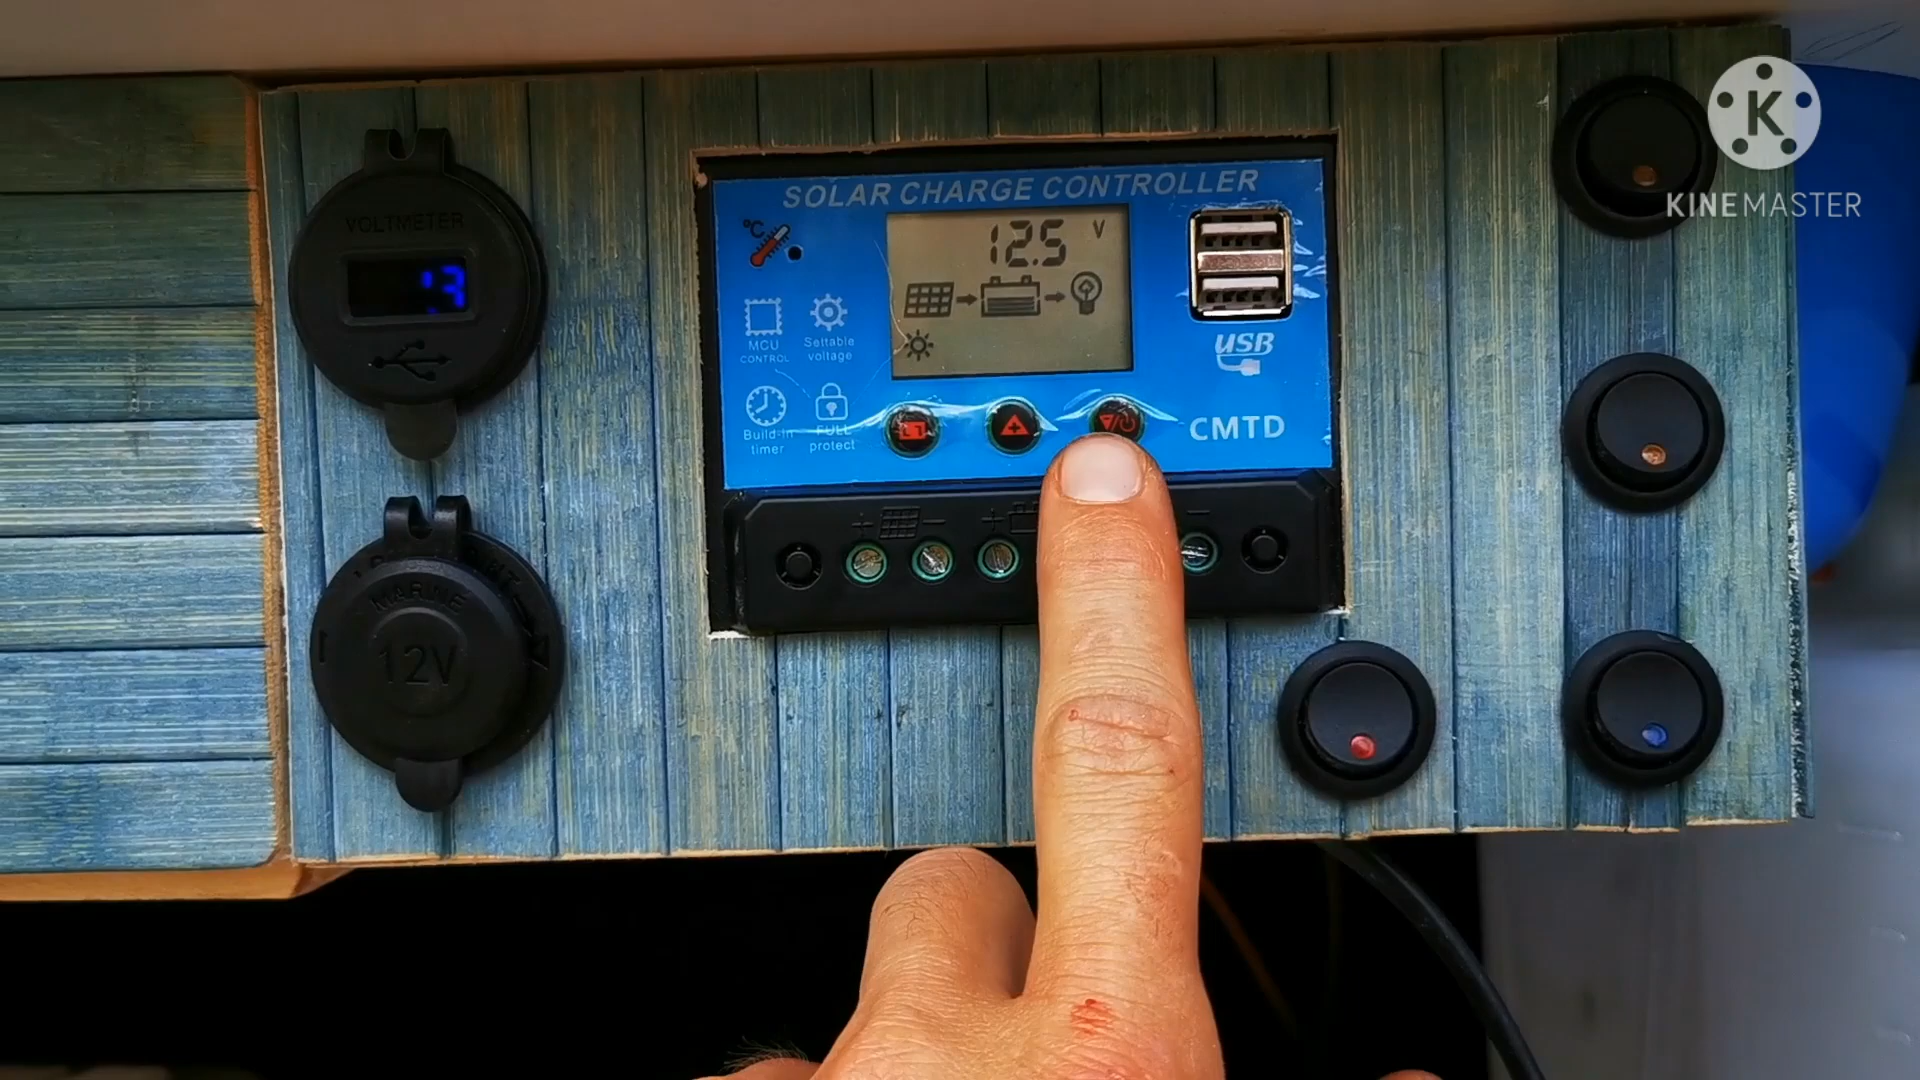 SOLAR CHARGE CONTROLLER
°C
12.5 V
MCU
CONTROL
Settable
voltage
Build-In
timer
FULL
protect
USB
CMTD
VOLTMETER
MARINE
12V
K
KINEMASTER